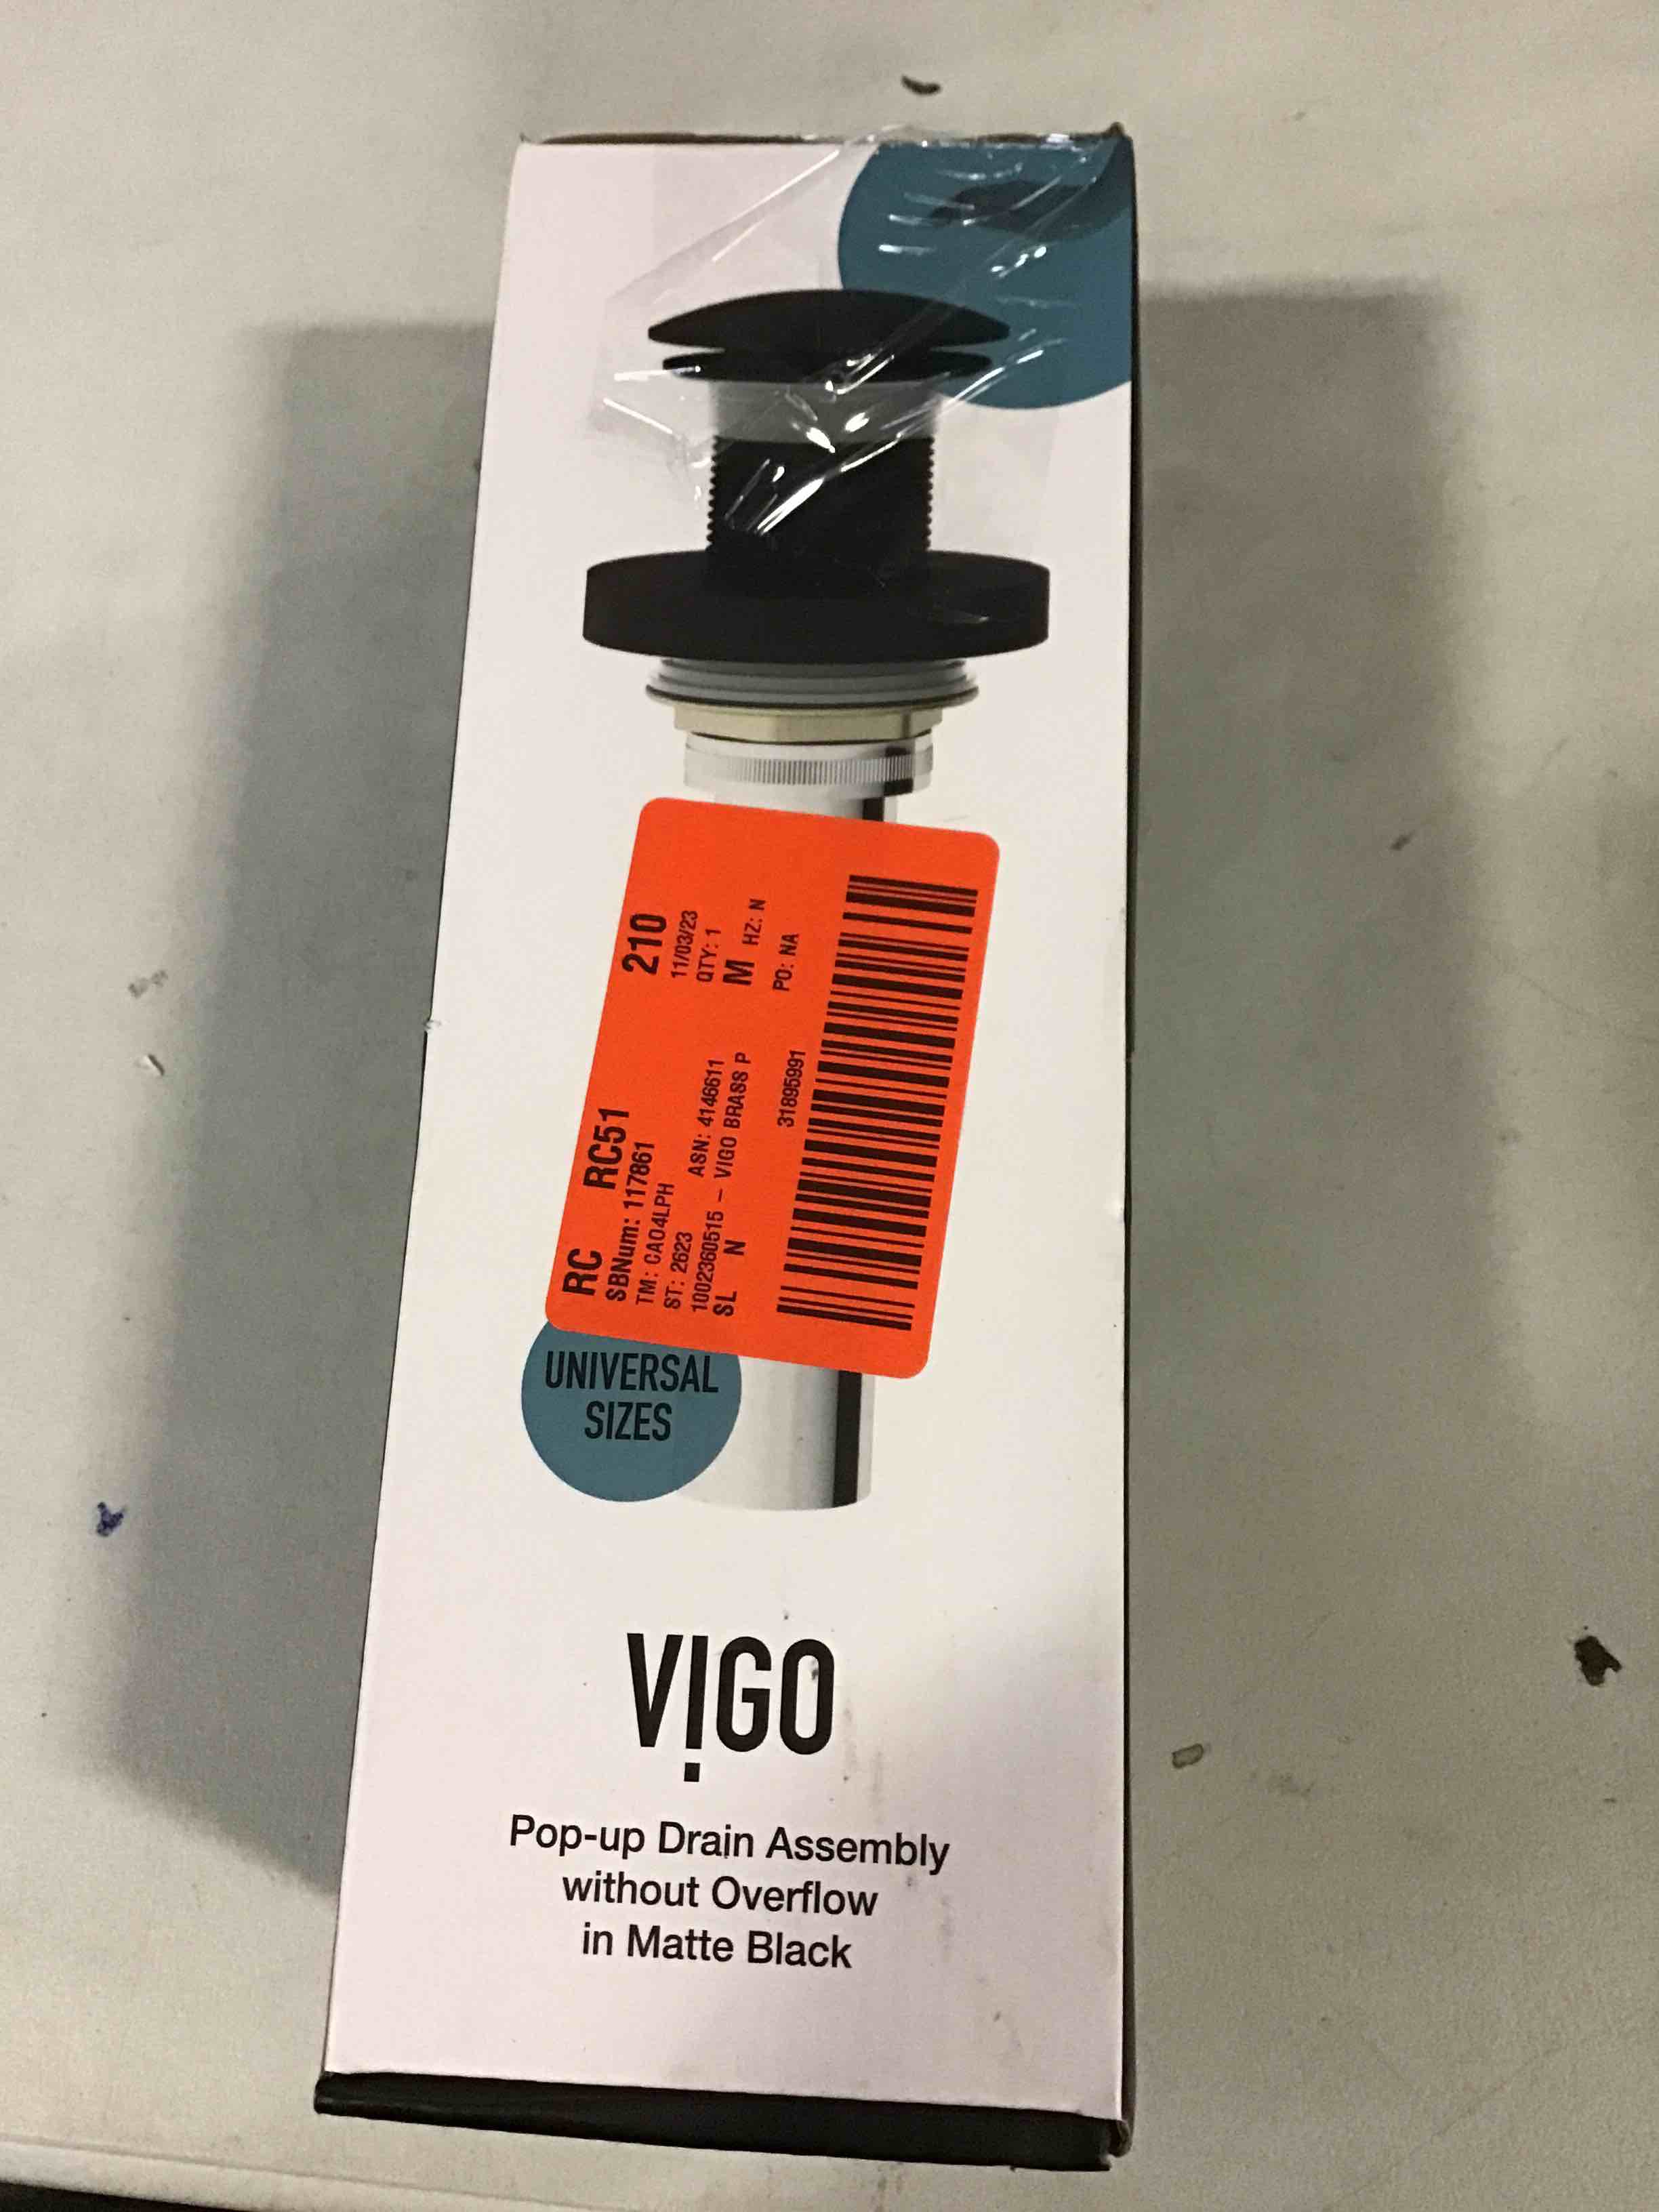 RC RC51 210
SBNum: 117861 11/03/23
TM: CAO4LPH QTY: 1
ST: 2623 ASN: 4146611 M HZ: N
1002360515 – VIGO BRASS P
SL N PO: NA
31895991
UNIVERSAL
SIZES
VIGO
Pop-up Drain Assembly
without Overflow
in Matte Black